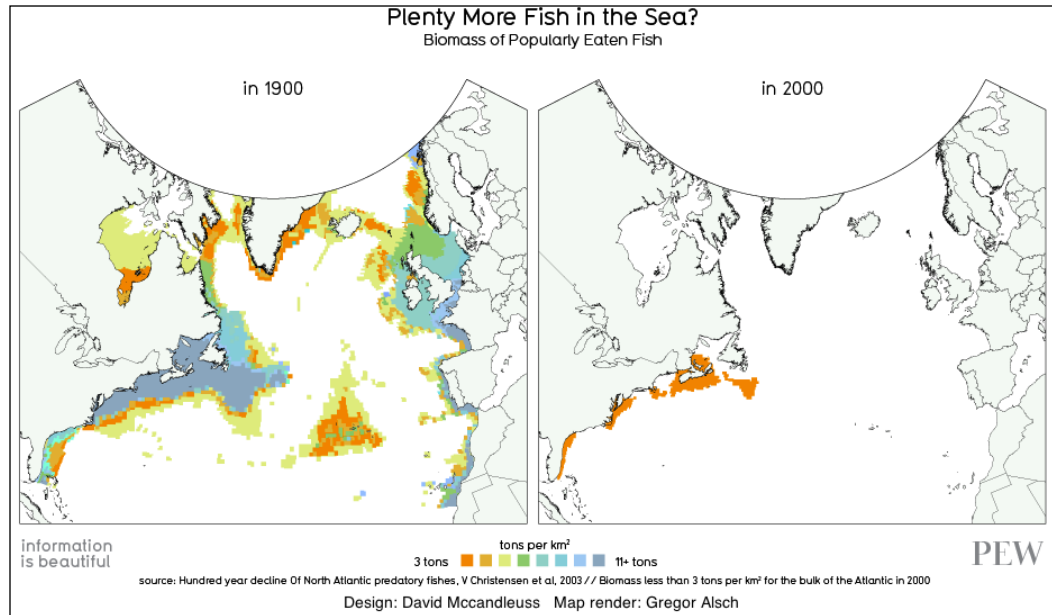 Plenty More Fish in the Sea?
Biomass of Popularly Eaten Fish
in 1900
in 2000
information
is beautiful
tons per km²
3 tons
11+ tons
PEW
source: Hundred year decline Of North Atlantic predatory fishes, V Christensen et al, 2003 // Biomass less than 3 tons per km² for the bulk of the Atlantic in 2000
Design: David Mccandleuss Map render: Gregor Alsch